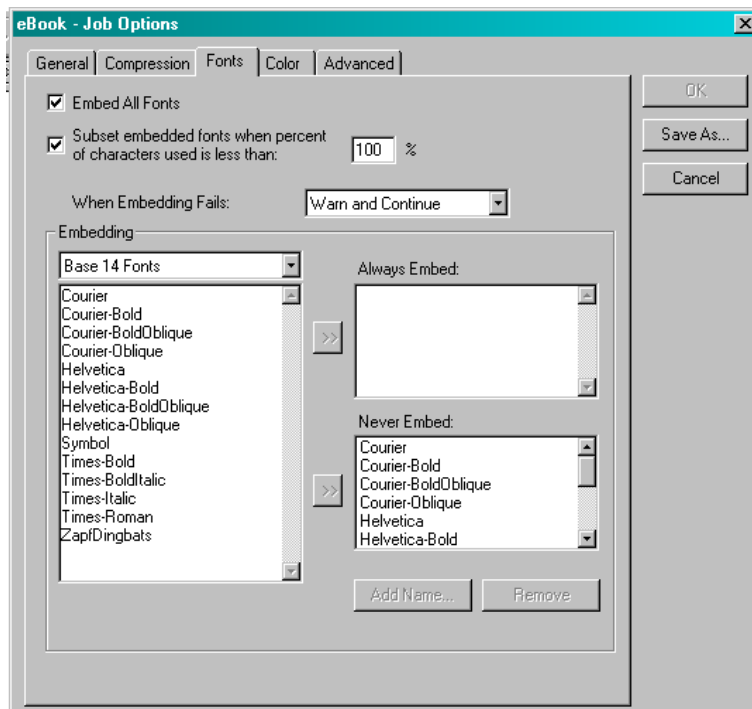 eBook - Job Options
General Compression Fonts Color Advanced
Embed All Fonts
Subset embedded fonts when percent
of characters used is less than: 100 %
When Embedding Fails: Warn and Continue
Embedding
Base 14 Fonts
Courier
Courier-Bold
Courier-BoldOblique
Courier-Oblique
Helvetica
Helvetica-Bold
Helvetica-BoldOblique
Helvetica-Oblique
Symbol
Times-Bold
Times-BoldItalic
Times-Italic
Times-Roman
ZapfDingbats
>>
>>
Always Embed:
Never Embed:
Courier
Courier-Bold
Courier-BoldOblique
Courier-Oblique
Helvetica
Helvetica-Bold
Add Name... Remove
OK
Save As...
Cancel